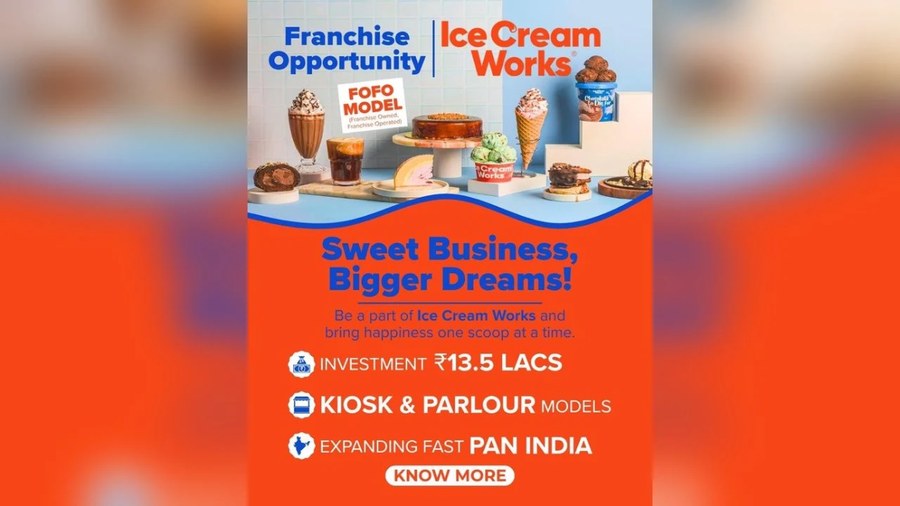 Franchise
Opportunity
Ice Cream
Works
FOFO
MODEL
(Franchise Owned,
Franchise Operated)
Sweet Business,
Bigger Dreams!
Be a part of Ice Cream Works and
bring happiness one scoop at a time.
INVESTMENT ₹13.5 LACS
KIOSK & PARLOUR MODELS
EXPANDING FAST PAN INDIA
KNOW MORE